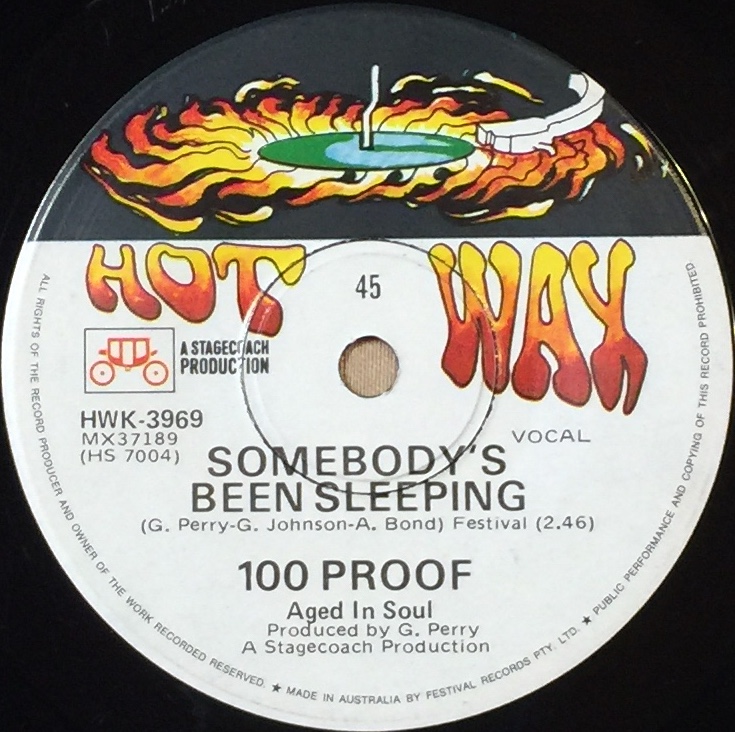 HOT WAX
45
A STAGECOACH
PRODUCTION
HWK-3969
MX37189
(HS 7004)
VOCAL
SOMEBODY'S
BEEN SLEEPING
(G. Perry-G. Johnson-A. Bond) Festival (2.46)
100 PROOF
Aged In Soul
Produced by G. Perry
A Stagecoach Production
ALL RIGHTS OF THE RECORD PRODUCER AND OWNER OF THE WORK RECORDED RESERVED. ★ MADE IN AUSTRALIA BY FESTIVAL RECORDS PTY. LTD. ★ PUBLIC PERFORMANCE AND COPYING OF THIS RECORD PROHIBITED